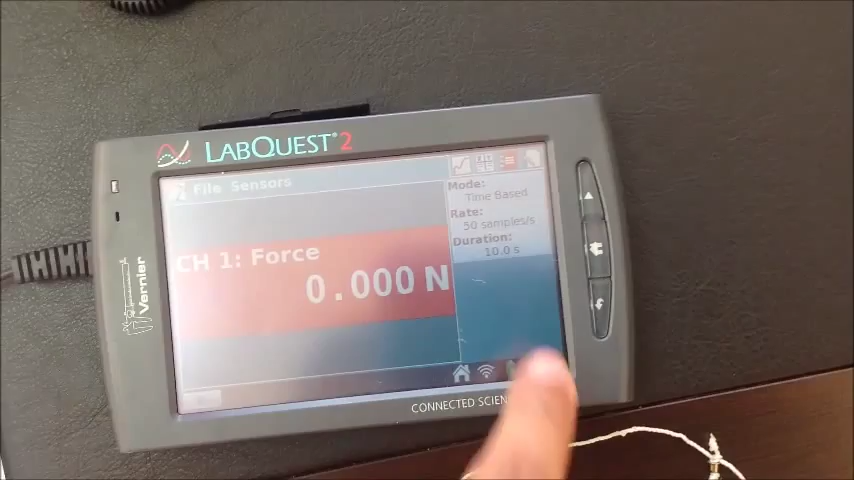 LABQUEST® 2
File Sensors
Mode:
Time Based
Rate:
50 samples/s
Duration:
10.0 s
CH 1: Force
0.000 N
Vernier
CONNECTED